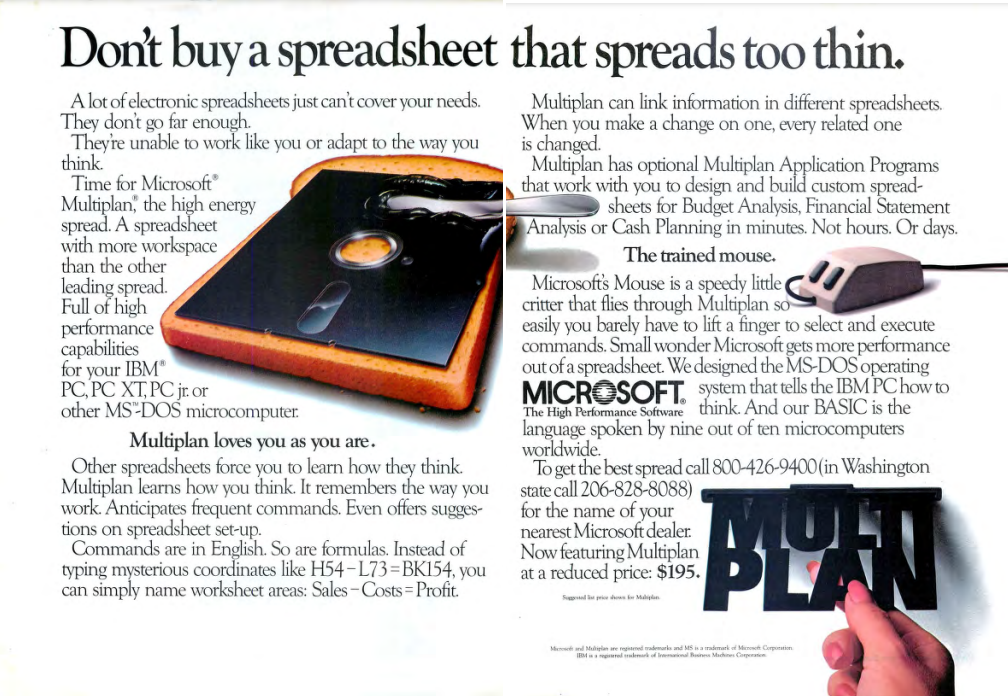 Don't buy a spreadsheet that spreads too thin.
A lot of electronic spreadsheets just can't cover your needs.
They don't go far enough.
They're unable to work like you or adapt to the way you
think.
Time for Microsoft®
Multiplan,® the high energy
spread. A spreadsheet
with more workspace
than the other
leading spread.
Full of high
performance
capabilities
for your IBM®
PC, PC XT, PC jr. or
other MS™-DOS microcomputer.
Multiplan loves you as you are.
Other spreadsheets force you to learn how they think.
Multiplan learns how you think. It remembers the way you
work. Anticipates frequent commands. Even offers sugges-
tions on spreadsheet set-up.
Commands are in English. So are formulas. Instead of
typing mysterious coordinates like H54-L73=BK154, you
can simply name worksheet areas: Sales-Costs=Profit.
Multiplan can link information in different spreadsheets.
When you make a change on one, every related one
is changed.
Multiplan has optional Multiplan Application Programs
that work with you to design and build custom spread-
sheets for Budget Analysis, Financial Statement
Analysis or Cash Planning in minutes. Not hours. Or days.
The trained mouse.
Microsoft's Mouse is a speedy little
critter that flies through Multiplan so
easily you barely have to lift a finger to select and execute
commands. Small wonder Microsoft gets more performance
out of a spreadsheet. We designed the MS-DOS operating
system that tells the IBM PC how to
think. And our BASIC is the
MICROSOFT®
The High Performance Software
language spoken by nine out of ten microcomputers
worldwide.
To get the best spread call 800-426-9400 (in Washington
state call 206-828-8088)
for the name of your
nearest Microsoft dealer.
Now featuring Multiplan
at a reduced price: $195.
MULTI
PLAN
Suggested list price shown for Multiplan.
Microsoft and Multiplan are registered trademarks and MS is a trademark of Microsoft Corporation.
IBM is a registered trademark of International Business Machines Corporation.